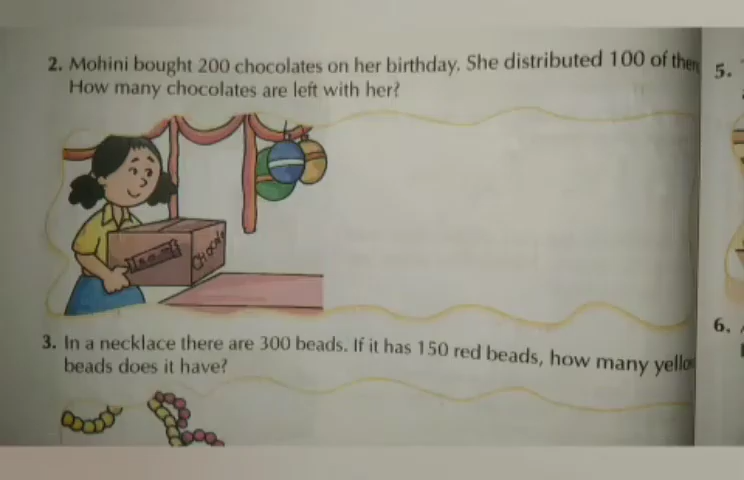 2. Mohini bought 200 chocolates on her birthday. She distributed 100 of
How many chocolates are left with her?
5.
3. In a necklace there are 300 beads. If it has 150 red beads, how many
beads does it have?
6.